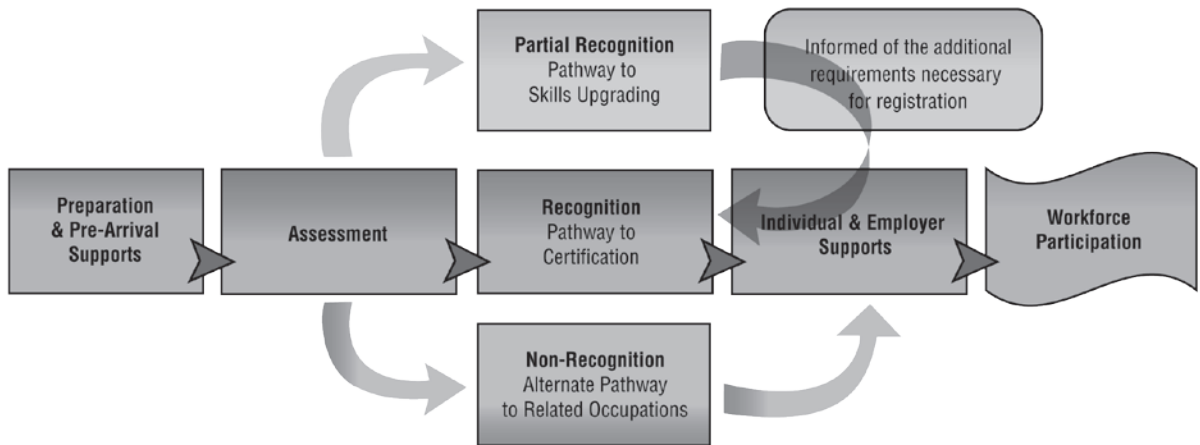 Partial Recognition
Pathway to
Skills Upgrading
Informed of the additional
requirements necessary
for registration
Preparation
& Pre-Arrival
Supports
Assessment
Recognition
Pathway to
Certification
Individual & Employer
Supports
Workforce
Participation
Non-Recognition
Alternate Pathway
to Related Occupations